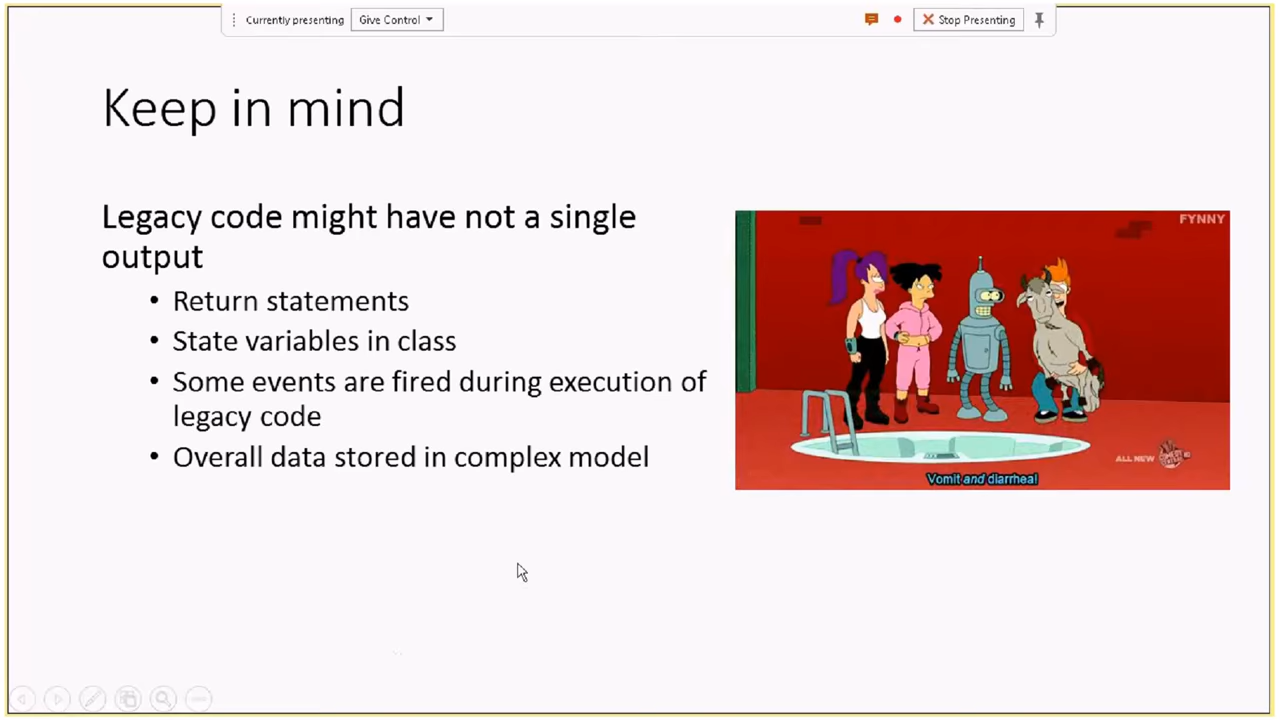 Currently presenting Give Control Stop Presenting
Keep in mind
Legacy code might have not a single
output
• Return statements
• State variables in class
• Some events are fired during execution of
legacy code
• Overall data stored in complex model
FYNNY
ALL NEW
Vomit and diarrhea!